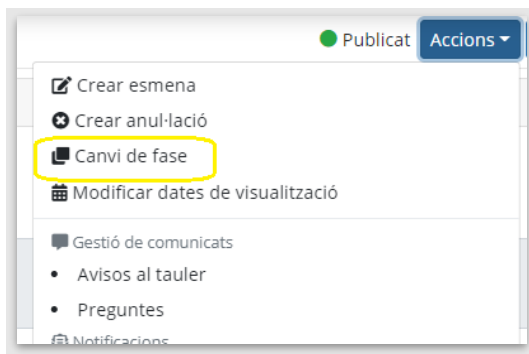 Publicat Accions
Crear esmena
Crear anul·lació
Canvi de fase
Modificar dates de visualització
Gestió de comunicats
Avisos al tauler
Preguntes
Notificacions